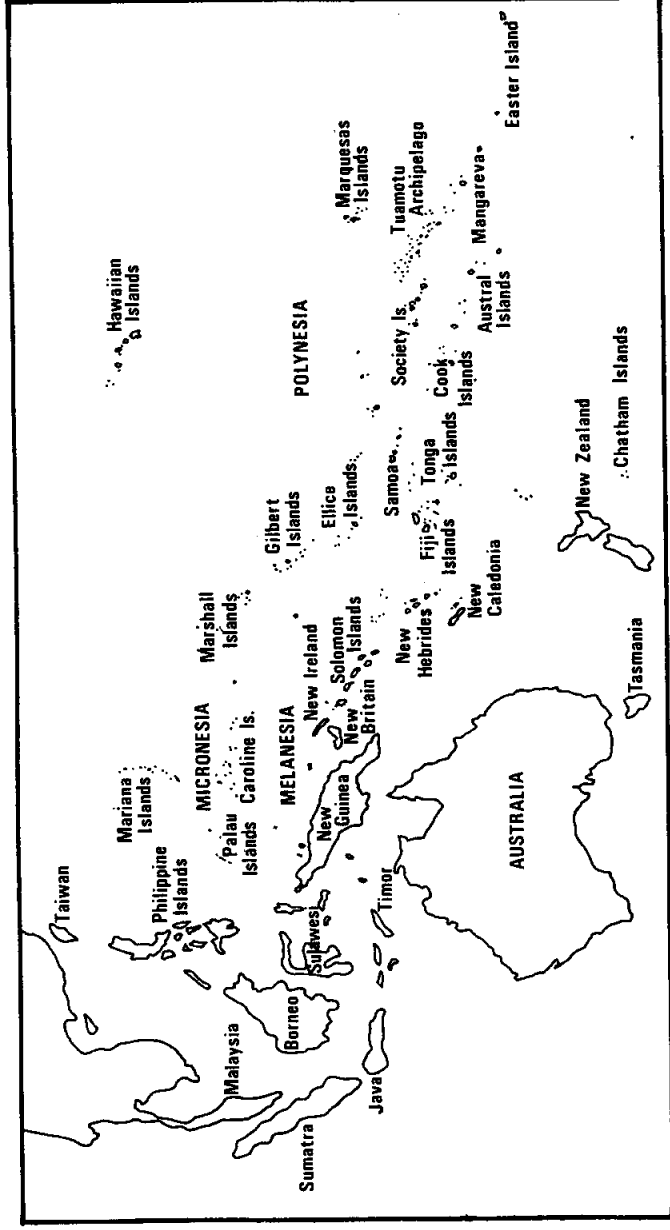 Taiwan
Philippine
Islands
Mariana
Islands
Hawaiian
Islands
MICRONESIA
Marshall
Islands
Palau
Islands
Caroline Is.
Gilbert
Islands
POLYNESIA
Marquesas
Islands
Malaysia
Borneo
Sulawesi
MELANESIA
New Ireland
Ellice
Islands
Solomon
Islands
New
Britain
New
Guinea
Sumatra
Java
Timor
New
Hebrides
Samoa
Fiji
Islands
Tonga
Islands
Society Is.
Cook
Islands
Tuamotu
Archipelago
Austral
Islands
Mangareva
Easter Island
New
Caledonia
AUSTRALIA
New Zealand
Tasmania
Chatham Islands